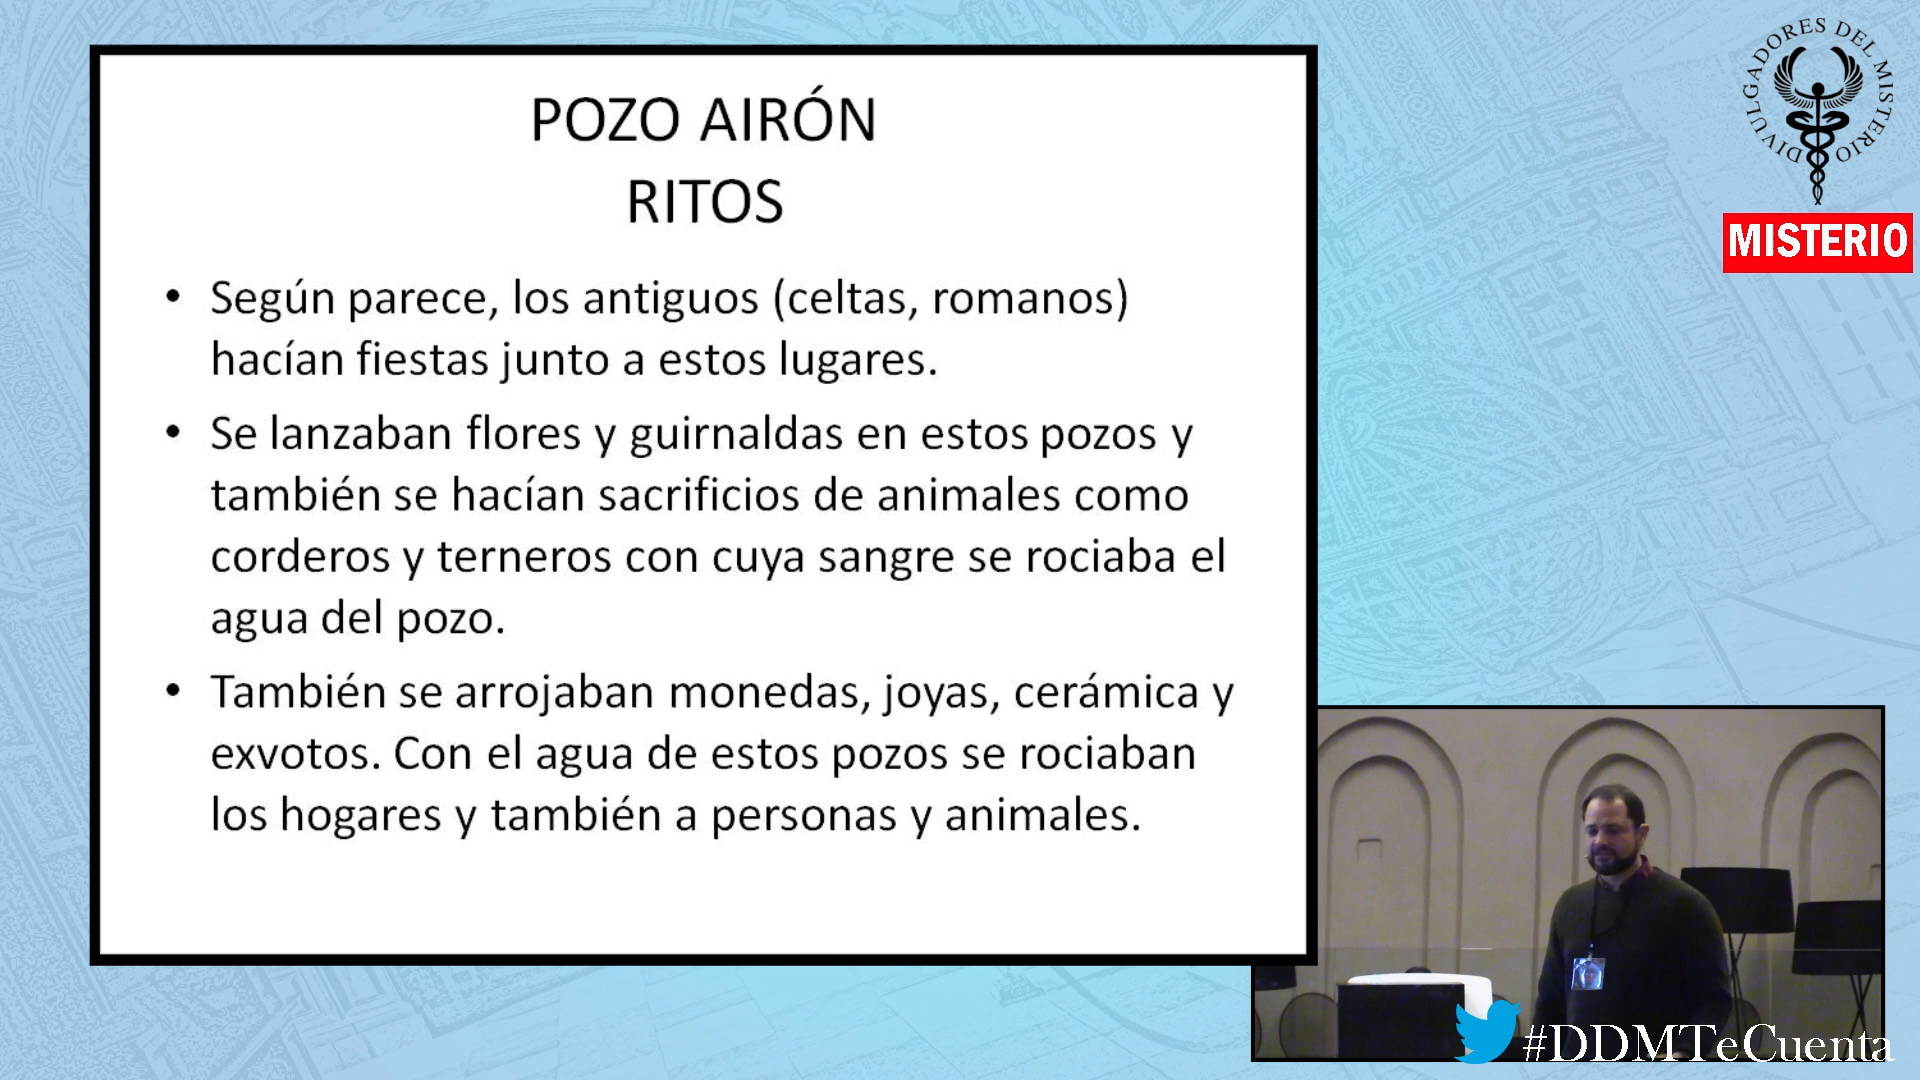 POZO AIRÓN
RITOS
• Según parece, los antiguos (celtas, romanos)
hacían fiestas junto a estos lugares.
• Se lanzaban flores y guirnaldas en estos pozos y
también se hacían sacrificios de animales como
corderos y terneros con cuya sangre se rociaba el
agua del pozo.
• También se arrojaban monedas, joyas, cerámica y
exvotos. Con el agua de estos pozos se rociaban
los hogares y también a personas y animales.
DIVULGADORES DEL MISTERIO
MISTERIO
#DDMTeCuenta